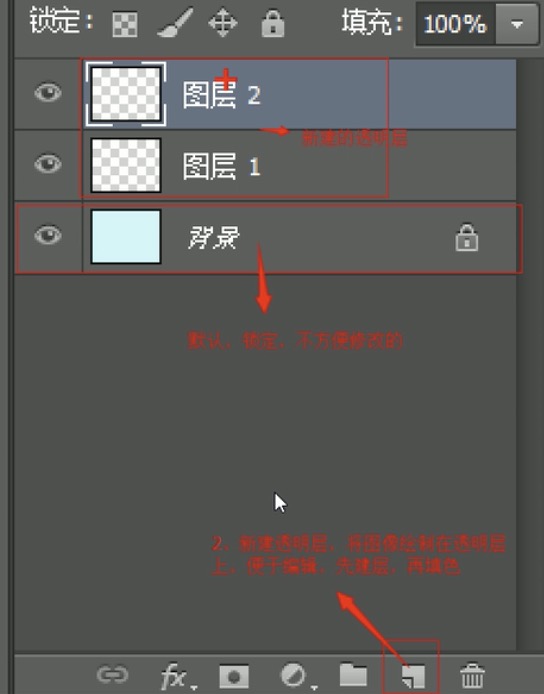 锁定: 填充: 100%
图层 2
新建的透明层
图层 1
背景
默认、锁定、不方便修改的
2、新建透明层、将图像绘制在透明层
上、便于编辑、先建层、再填色
fx